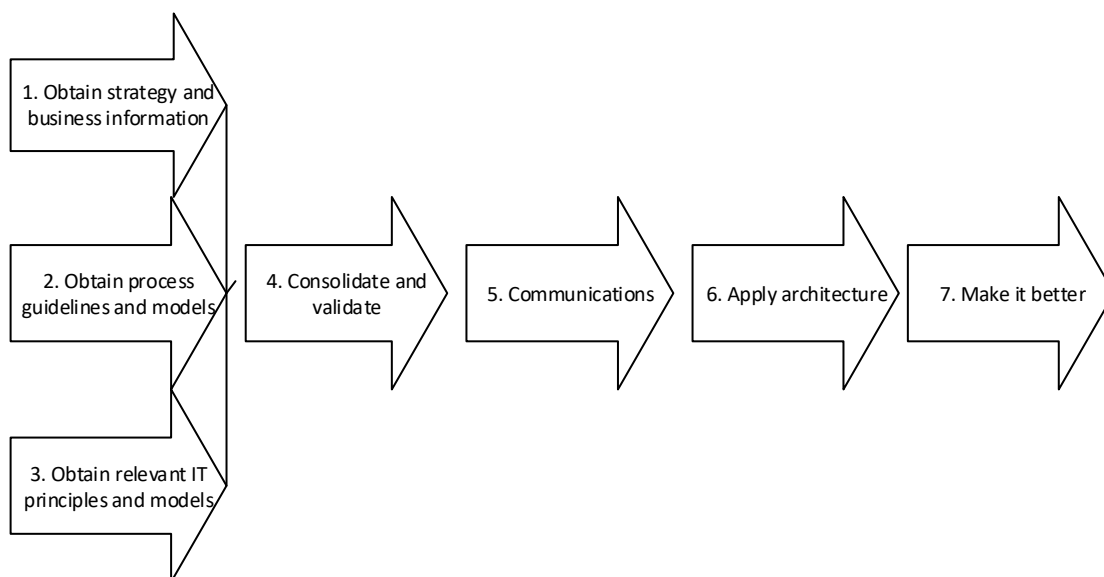 1. Obtain strategy and
business information
2. Obtain process
guidelines and models
3. Obtain relevant IT
principles and models
4. Consolidate and
validate
5. Communications
6. Apply architecture
7. Make it better